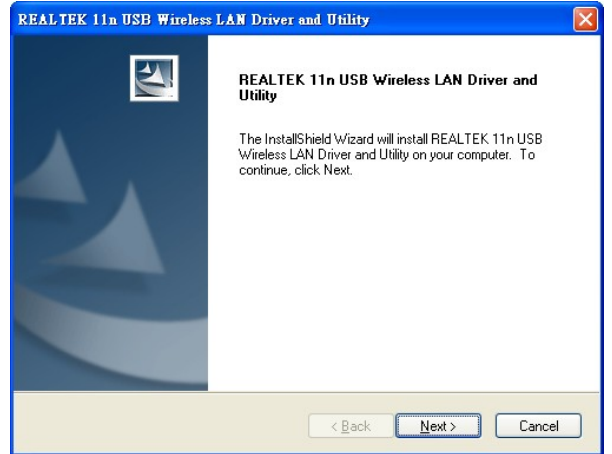 REALTEK 11n USB Wireless LAN Driver and Utility
REALTEK 11n USB Wireless LAN Driver and
Utility
The InstallShield Wizard will install REALTEK 11n USB
Wireless LAN Driver and Utility on your computer.  To
continue, click Next.
< Back
Next >
Cancel